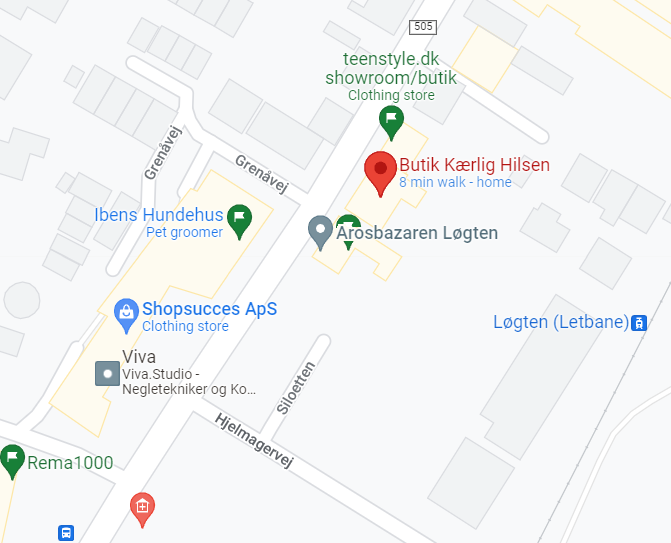 505
teenstyle.dk
showroom/butik
Clothing store
Grenåvej
Grenåvej
Butik Kærlig Hilsen
8 min walk - home
Ibens Hundehus
Pet groomer
Arosbazaren Løgten
Shopsucces ApS
Clothing store
Løgten (Letbane)
Viva
Viva.Studio -
Negletekniker og Ko...
Siloetten
Hjelmagervej
Rema1000